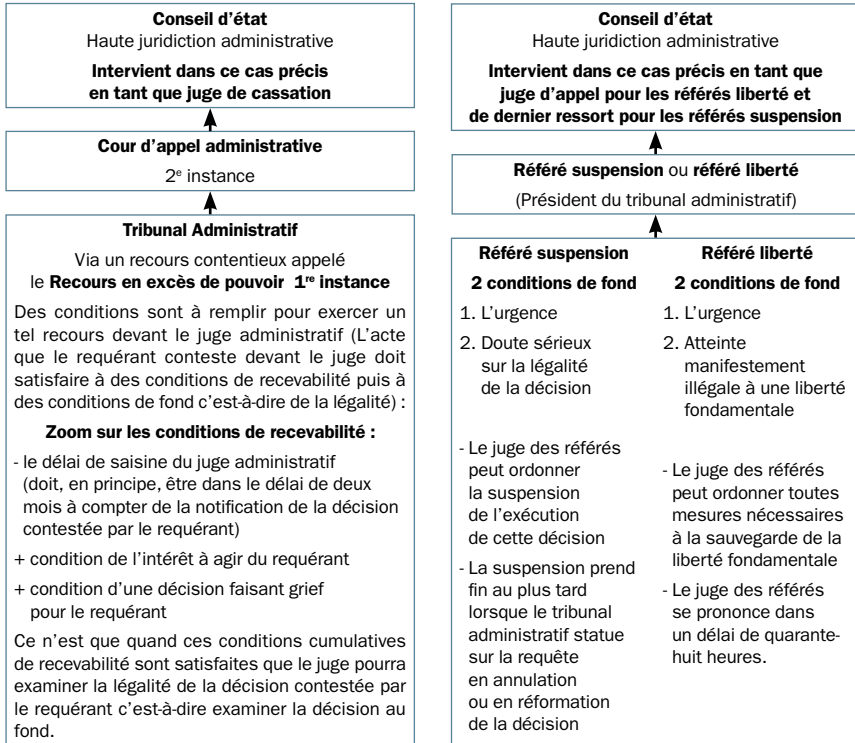 Conseil d'état
Haute juridiction administrative
Intervient dans ce cas précis
en tant que juge de cassation
Cour d'appel administrative
2e instance
Tribunal Administratif
Via un recours contentieux appelé
le Recours en excès de pouvoir 1re instance
Des conditions sont à remplir pour exercer un
tel recours devant le juge administratif (L'acte
que le requérant conteste devant le juge doit
satisfaire à des conditions de recevabilité puis à
des conditions de fond c'est-à-dire de la légalité) :
Zoom sur les conditions de recevabilité :
- le délai de saisine du juge administratif
(doit, en principe, être dans le délai de deux
mois à compter de la notification de la décision
contestée par le requérant)
+ condition de l'intérêt à agir du requérant
+ condition d'une décision faisant grief
pour le requérant
Ce n'est que quand ces conditions cumulatives
de recevabilité sont satisfaites que le juge pourra
examiner la légalité de la décision contestée par
le requérant c'est-à-dire examiner la décision au
fond.
Conseil d'état
Haute juridiction administrative
Intervient dans ce cas précis en tant que
juge d'appel pour les référés liberté et
de dernier ressort pour les référés suspension
Référé suspension ou référé liberté
(Président du tribunal administratif)
Référé suspension
2 conditions de fond
1. L'urgence
2. Doute sérieux
sur la légalité
de la décision
- Le juge des référés
peut ordonner
la suspension
de l'exécution
de cette décision
- La suspension prend
fin au plus tard
lorsque le tribunal
administratif statue
sur la requête
en annulation
ou en réformation
de la décision
Référé liberté
2 conditions de fond
1. L'urgence
2. Atteinte
manifestement
illégale à une liberté
fondamentale
- Le juge des référés
peut ordonner toutes
mesures nécessaires
à la sauvegarde de la
liberté fondamentale
- Le juge des référés
se prononce dans
un délai de quarante-
huit heures.